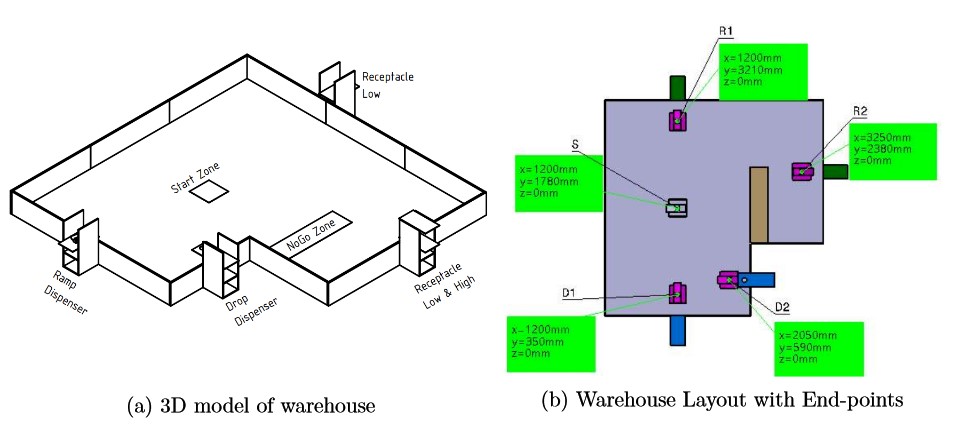 Receptacle
Low
Start Zone
NoGo Zone
Ramp
Dispenser
Drop
Dispenser
Receptacle
Low & High
(a) 3D model of warehouse
R1
x=1200mm
y=3210mm
z=0mm
R2
x=3250mm
y=2380mm
z=0mm
S
x=1200mm
y=1780mm
z=0mm
D1
x=1200mm
y=350mm
z=0mm
D2
x=2050mm
y=590mm
z=0mm
(b) Warehouse Layout with End-points